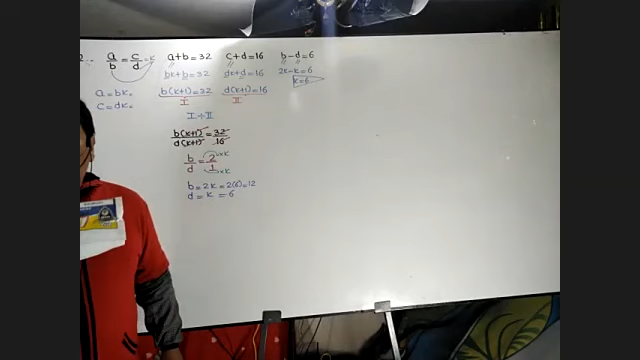 a/b = c/d = k   a+b=32   c+d=16   b-d=6
bk+b=32   dk+d=16   2k-k=6
a=bk   b(k+1)=32   d(k+1)=16   k=6
c=dk   I   II
I÷II
b(k+1)/d(k+1) = 32/16
b/d = 2/1 ×k ×k
b=2k=2(6)=12
d=k=6